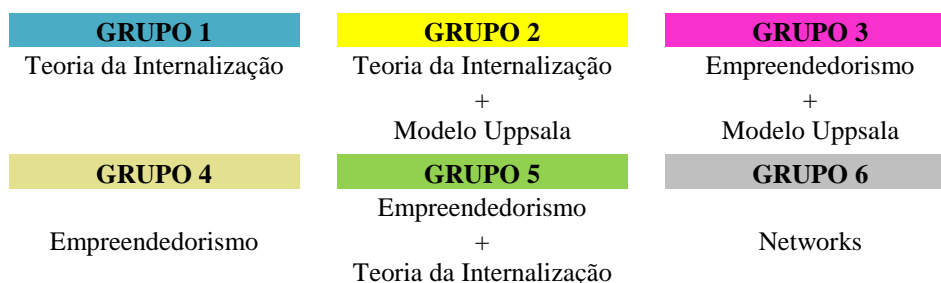 GRUPO 1
Teoria da Internalização
GRUPO 2
Teoria da Internalização
+
Modelo Uppsala
GRUPO 3
Empreendedorismo
+
Modelo Uppsala
GRUPO 4
Empreendedorismo
GRUPO 5
Empreendedorismo
+
Teoria da Internalização
GRUPO 6
Networks